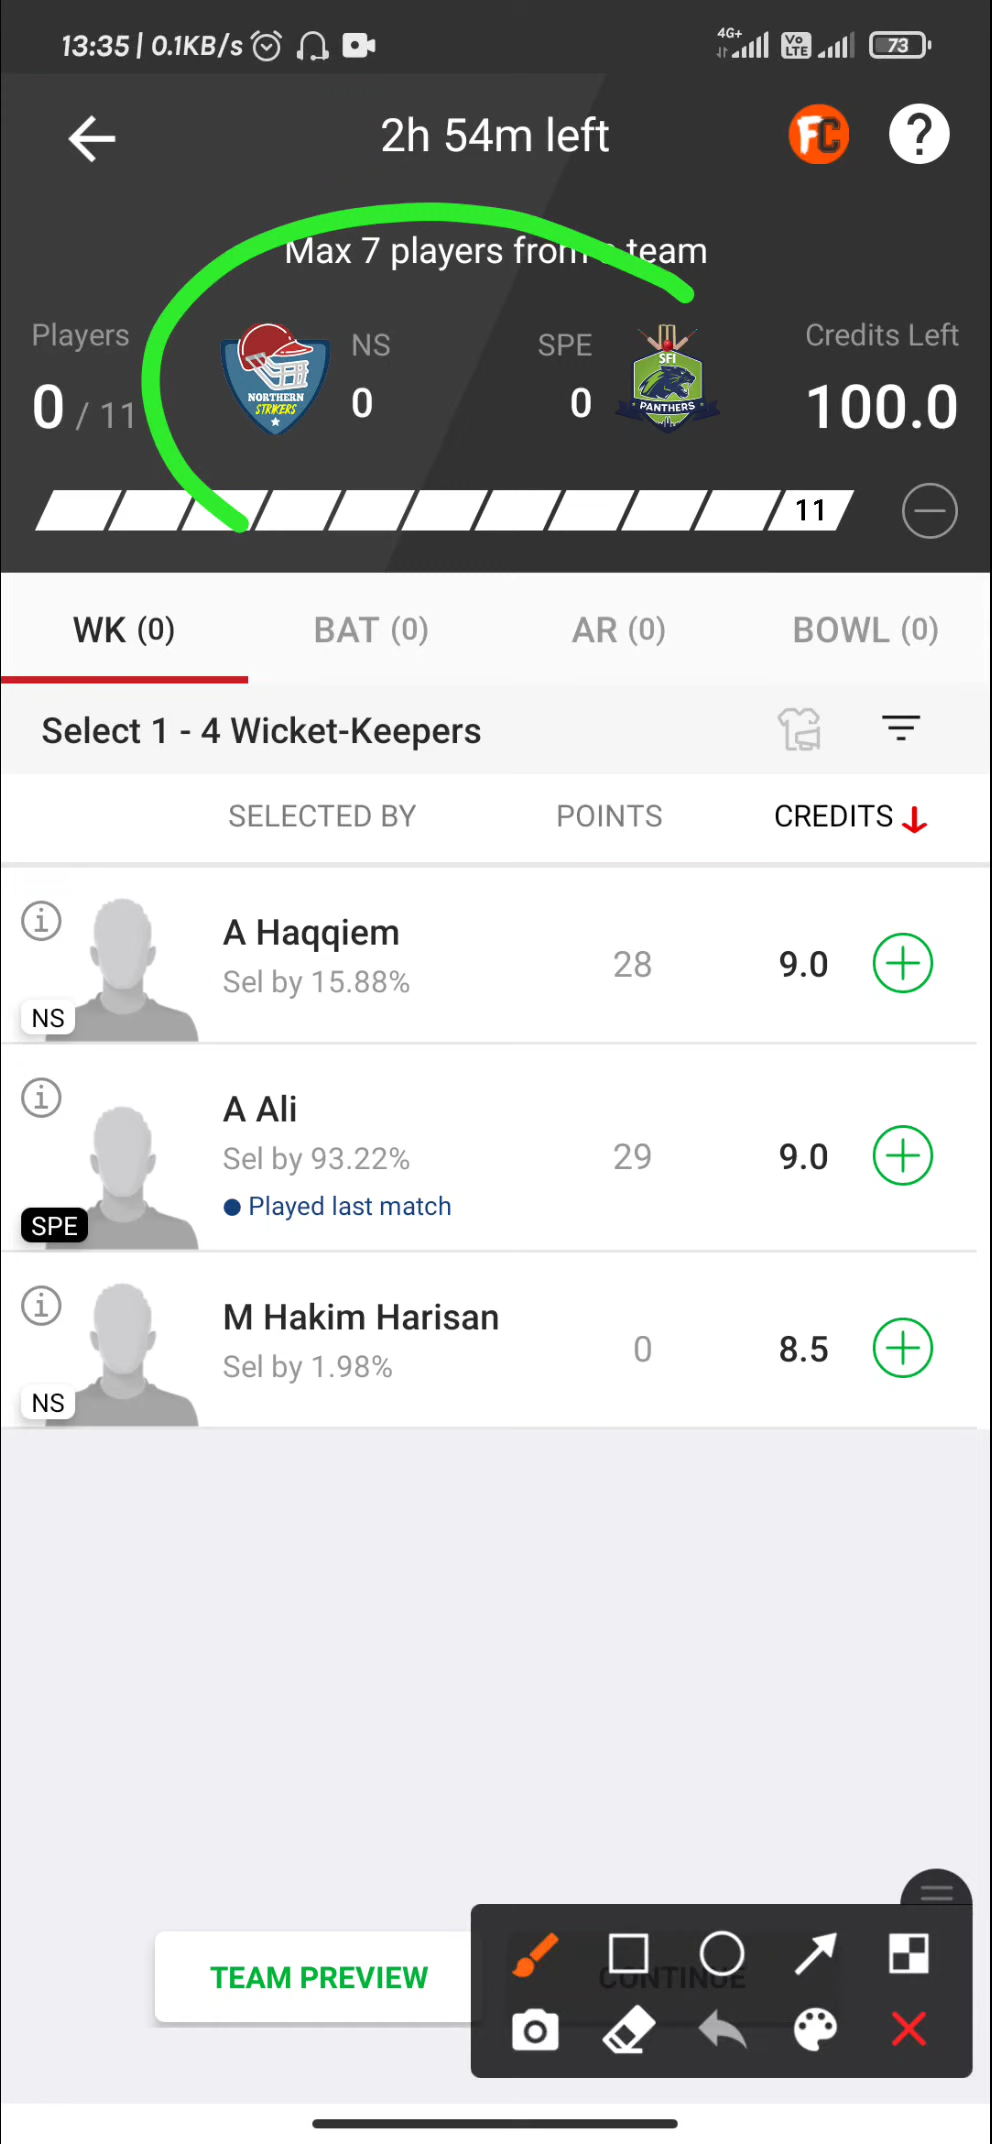 13:35 | 0.1KB/s 4G+ Vo LTE 73
2h 54m left FC ?
Max 7 players from team
Players NS SPE Credits Left
0 / 11 0 0 100.0
NORTHERN STRIKERS
SFI PANTHERS
11
WK (0) BAT (0) AR (0) BOWL (0)
Select 1 - 4 Wicket-Keepers
SELECTED BY POINTS CREDITS
A Haqqiem
Sel by 15.88% 28 9.0
NS
A Ali
Sel by 93.22% 29 9.0
Played last match
SPE
M Hakim Harisan
Sel by 1.98% 0 8.5
NS
TEAM PREVIEW CONTINUE